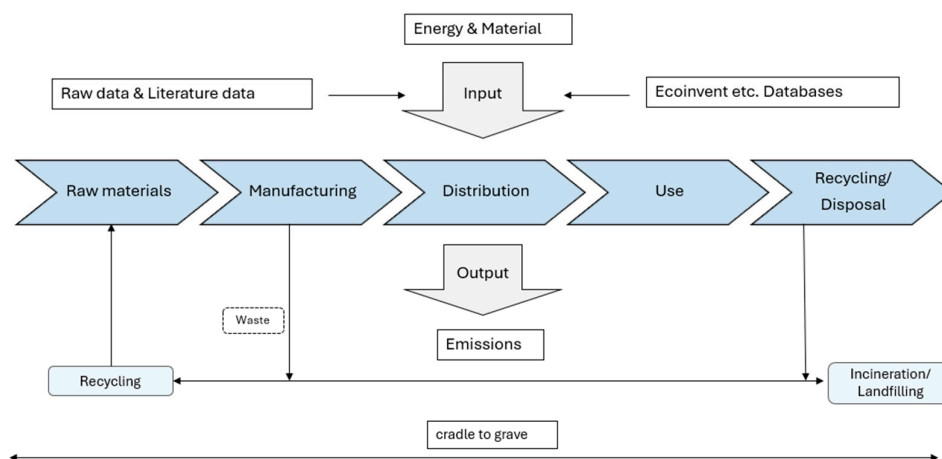 Energy & Material
Raw data & Literature data
Input
Ecoinvent etc. Databases
Raw materials
Manufacturing
Distribution
Use
Recycling/
Disposal
Output
Waste
Emissions
Recycling
Incineration/
Landfilling
cradle to grave